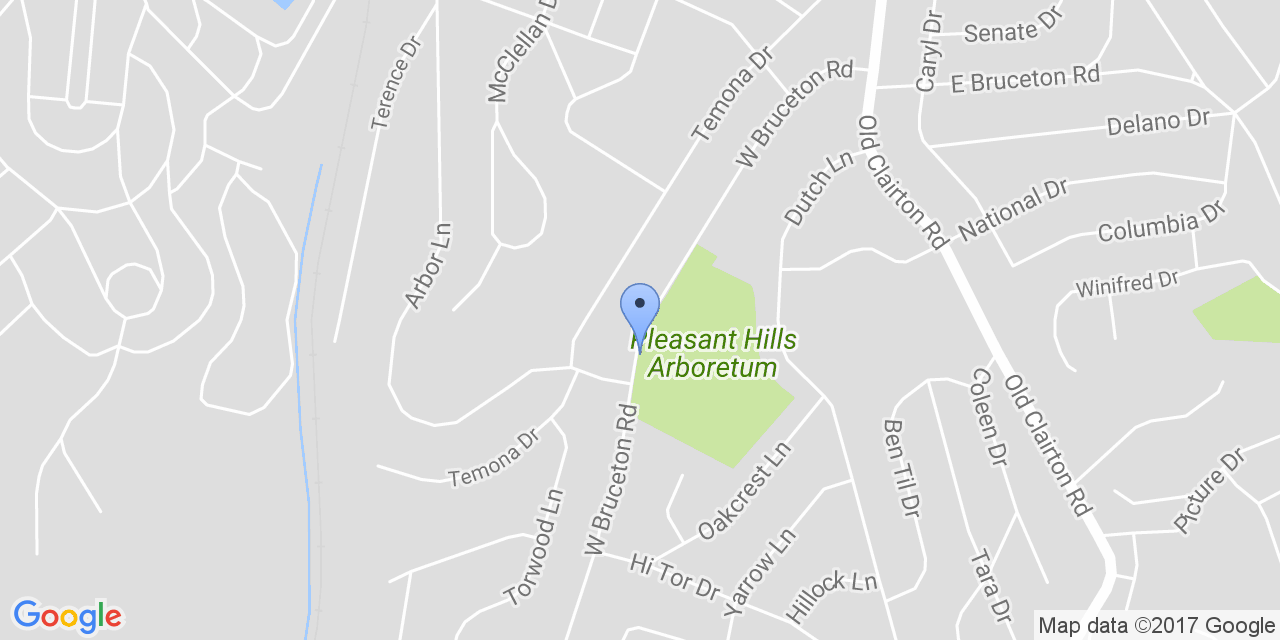 Senate Dr
Caryl Dr
McClellan D
Terence Dr
Temona Dr
W Bruceton Rd
E Bruceton Rd
Delano Dr
Old Clairton Rd
Dutch Ln
National Dr
Columbia Dr
Arbor Ln
Winifred Dr
Pleasant Hills
Arboretum
Old Clairton Rd
Coleen Dr
Ben Til Dr
W Bruceton Rd
Temona Dr
Oakcrest Ln
Picture Dr
Torwood Ln
Hi Tor Dr
Yarrow Ln
Hillock Ln
Tara Dr
Google
Map data ©2017 Google